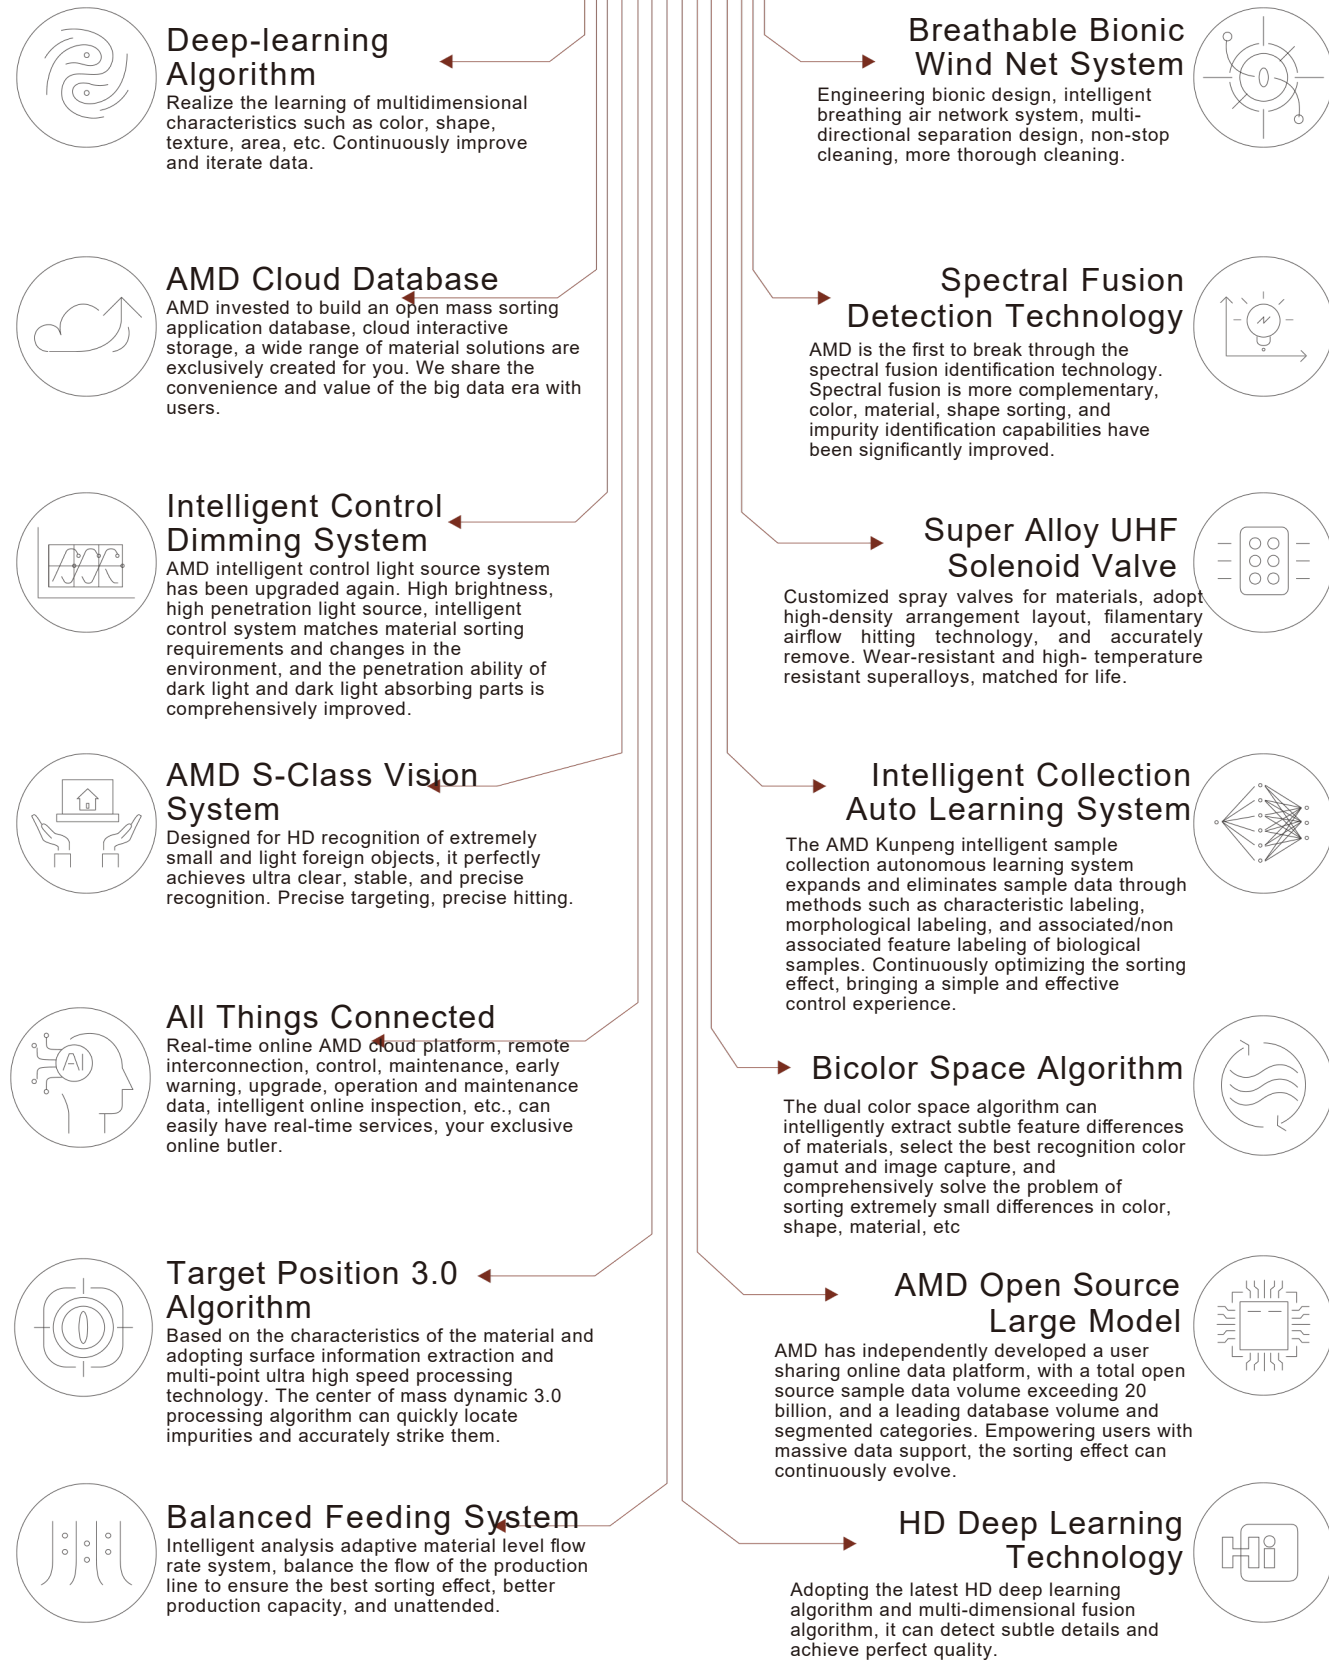 Deep-learning
Algorithm
Realize the learning of multidimensional
characteristics such as color, shape,
texture, area, etc. Continuously improve
and iterate data.
AMD Cloud Database
AMD invested to build an open mass sorting
application database, cloud interactive
storage, a wide range of material solutions are
exclusively created for you. We share the
convenience and value of the big data era with
users.
Intelligent Control
Dimming System
AMD intelligent control light source system
has been upgraded again. High brightness,
high penetration light source, intelligent
control system matches material sorting
requirements and changes in the
environment, and the penetration ability of
dark light and dark light absorbing parts is
comprehensively improved.
AMD S-Class Vision
System
Designed for HD recognition of extremely
small and light foreign objects, it perfectly
achieves ultra clear, stable, and precise
recognition. Precise targeting, precise hitting.
All Things Connected
Real-time online AMD cloud platform, remote
interconnection, control, maintenance, early
warning, upgrade, operation and maintenance
data, intelligent online inspection, etc., can
easily have real-time services, your exclusive
online butler.
AI
Target Position 3.0
Algorithm
Based on the characteristics of the material and
adopting surface information extraction and
multi-point ultra high speed processing
technology. The center of mass dynamic 3.0
processing algorithm can quickly locate
impurities and accurately strike them.
Balanced Feeding System
Intelligent analysis adaptive material level flow
rate system, balance the flow of the production
line to ensure the best sorting effect, better
production capacity, and unattended.
Breathable Bionic
Wind Net System
Engineering bionic design, intelligent
breathing air network system, multi-
directional separation design, non-stop
cleaning, more thorough cleaning.
Spectral Fusion
Detection Technology
AMD is the first to break through the
spectral fusion identification technology.
Spectral fusion is more complementary,
color, material, shape sorting, and
impurity identification capabilities have
been significantly improved.
Super Alloy UHF
Solenoid Valve
Customized spray valves for materials, adopt
high-density arrangement layout, filamentary
airflow hitting technology, and accurately
remove. Wear-resistant and high- temperature
resistant superalloys, matched for life.
Intelligent Collection
Auto Learning System
The AMD Kunpeng intelligent sample
collection autonomous learning system
expands and eliminates sample data through
methods such as characteristic labeling,
morphological labeling, and associated/non
associated feature labeling of biological
samples. Continuously optimizing the sorting
effect, bringing a simple and effective
control experience.
Bicolor Space Algorithm
The dual color space algorithm can
intelligently extract subtle feature differences
of materials, select the best recognition color
gamut and image capture, and
comprehensively solve the problem of
sorting extremely small differences in color,
shape, material, etc
AMD Open Source
Large Model
AMD has independently developed a user
sharing online data platform, with a total open
source sample data volume exceeding 20
billion, and a leading database volume and
segmented categories. Empowering users with
massive data support, the sorting effect can
continuously evolve.
HD Deep Learning
Technology
Adopting the latest HD deep learning
algorithm and multi-dimensional fusion
algorithm, it can detect subtle details and
achieve perfect quality.
Hi